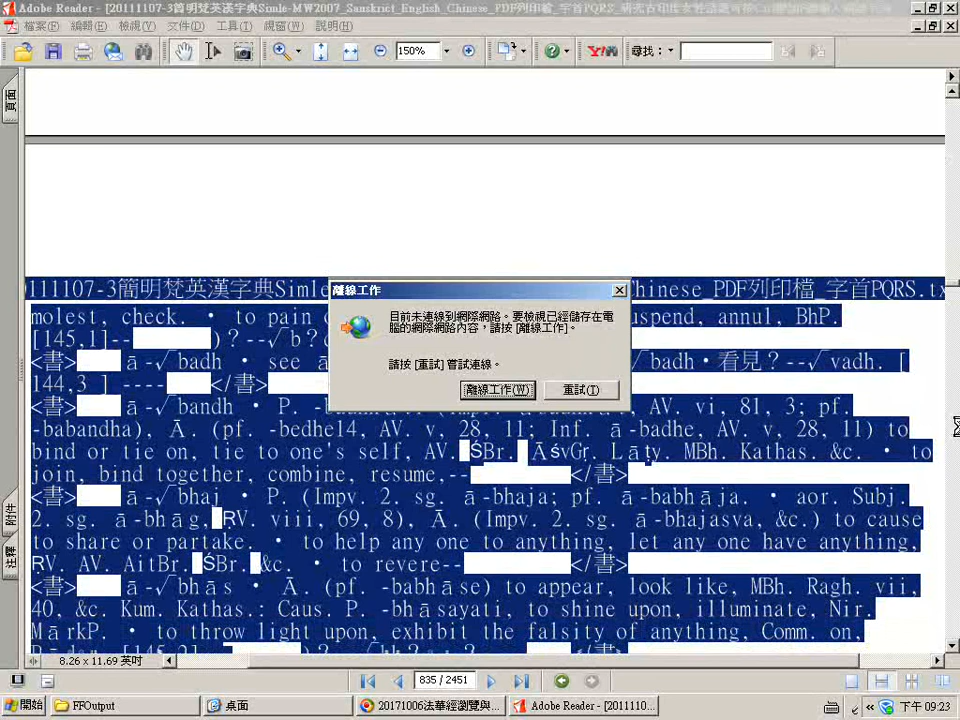 Adobe Reader - [20111107-3簡明梵英漢字典Simle-MW2007_Sanskrit_English_Chinese_PDF列印檔_字首PQRS
檔案(F) 編輯(E) 檢視(V) 文件(D) 工具(T) 視窗(W) 說明(H)
150% Y! 尋找:
頁面
111107-3簡明梵英漢字典Simle hinese_PDF列印檔_字首PQRS.tx
molest, check. • to pain uspend, annul, BhP.
[145,1]-- )?--√b?
<書> ā-√badh • see √badh•看見?--√vadh. [
144,3 ] ---- </書>
<書> ā-√bandh • P. AV. vi, 81, 3; pf.
-babandha), Ā. (pf. -bedhe14, AV. v, 28, 11; Inf. ā-badhe, AV. v, 28, 11) to
bind or tie on, tie to one's self, AV. ŚBr. ĀśvGṛ. Lāṭy. MBh. Kathas. &c. • to
join, bind together, combine, resume,-- </書>
<書> ā-√bhaj • P. (Impv. 2. sg. ā-bhaja; pf. ā-babhāja. • aor. Subj.
2. sg. ā-bhāg, RV. viii, 69, 8), Ā. (Impv. 2. sg. ā-bhajasva, &c.) to cause
to share or partake. • to help any one to anything, let any one have anything,
RV. AV. AitBr. ŚBr. &c. • to revere-- </書>
<書> ā-√bhās • Ā. (pf. -babhāse) to appear, look like, MBh. Ragh. vii,
40, &c. Kum. Kathas.: Caus. P. -bhāsayati, to shine upon, illuminate, Nir.
MārkP. • to throw light upon, exhibit the falsity of anything, Comm. on,
離線工作
目前未連線到網際網路。要檢視已經儲存在電
腦的網際網路內容，請按 [離線工作]。
請按 [重試] 嘗試連線。
離線工作(W) 重試(T)
附件
注釋
8.26 x 11.69 英吋
835 / 2451
開始 FFOutput 桌面 20171006法華經瀏覽與... Adobe Reader - [2011110... 下午 09:23